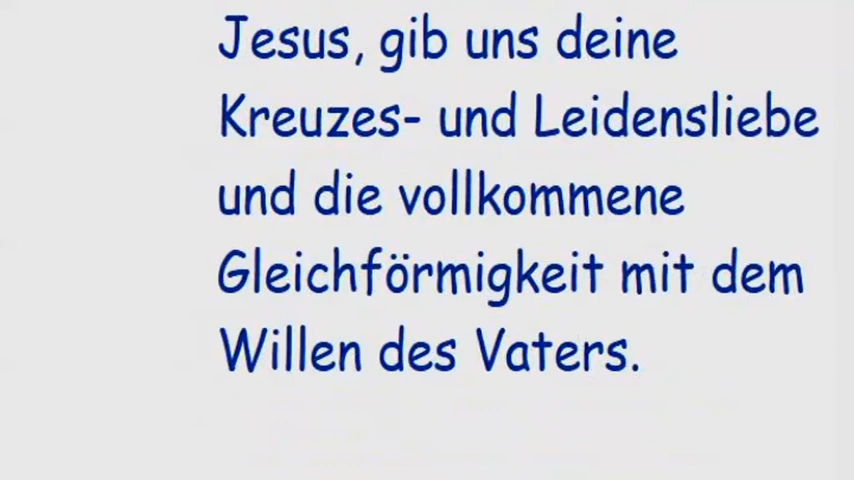 Jesus, gib uns deine
Kreuzes- und Leidensliebe
und die vollkommene
Gleichförmigkeit mit dem
Willen des Vaters.